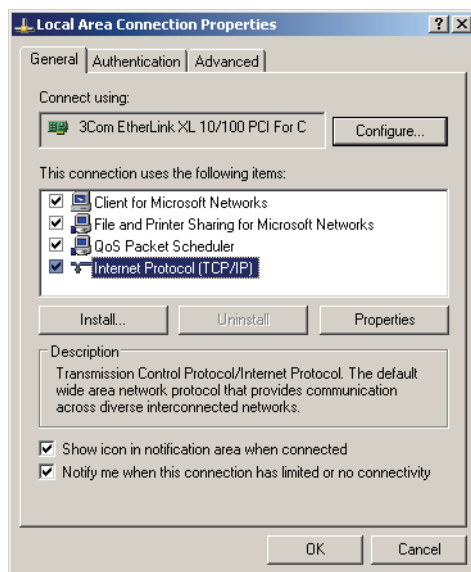 Local Area Connection Properties
General
Authentication
Advanced
Connect using:
3Com EtherLink XL 10/100 PCI For C
Configure...
This connection uses the following items:
Client for Microsoft Networks
File and Printer Sharing for Microsoft Networks
QoS Packet Scheduler
Internet Protocol (TCP/IP)
Install...
Uninstall
Properties
Description
Transmission Control Protocol/Internet Protocol. The default
wide area network protocol that provides communication
across diverse interconnected networks.
Show icon in notification area when connected
Notify me when this connection has limited or no connectivity
OK
Cancel